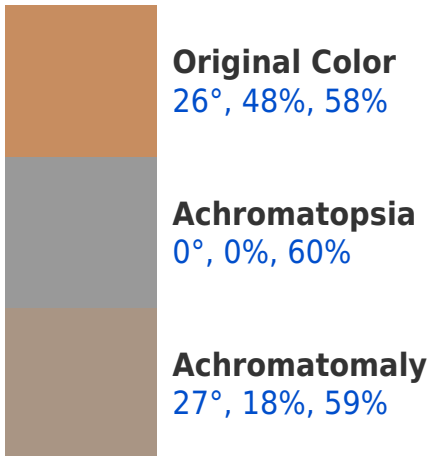 Original Color
26°, 48%, 58%
Achromatopsia
0°, 0%, 60%
Achromatomaly
27°, 18%, 59%